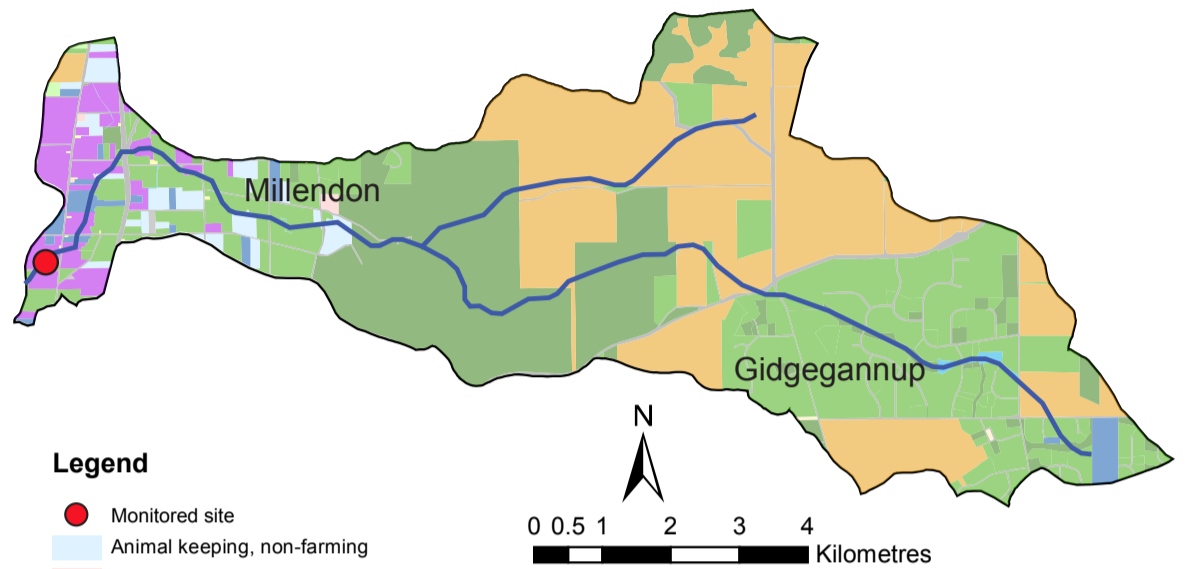 Millendon
Gidgegannup
N
0 0.5 1 2 3 4
Kilometres
Legend
Monitored site
Animal keeping, non-farming